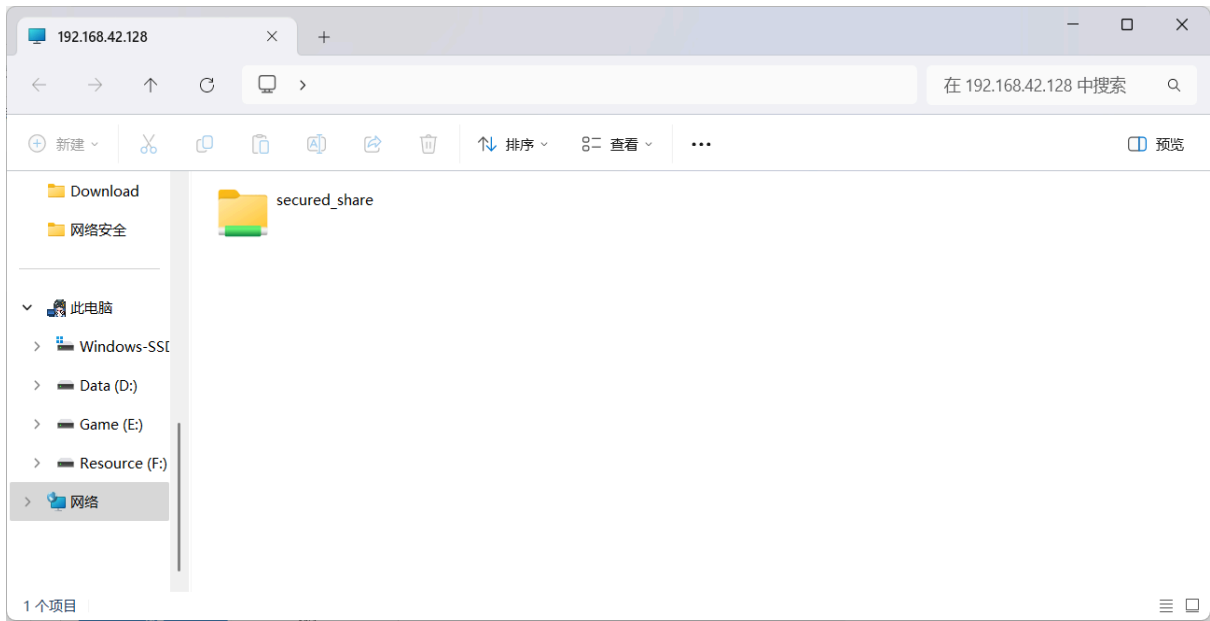 192.168.42.128
在 192.168.42.128 中搜索
新建
排序
查看
预览
Download
网络安全
secured_share
此电脑
Windows-SSD
Data (D:)
Game (E:)
Resource (F:)
网络
1 个项目